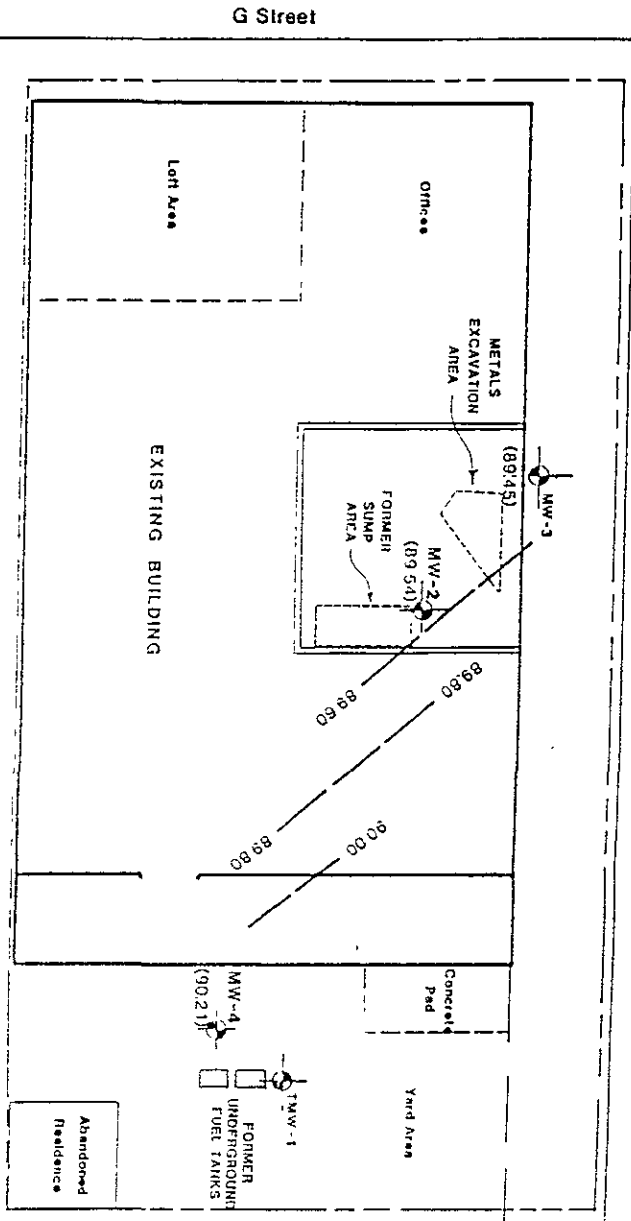 G Street
Loft Area
Offices
METALS
EXCAVATION
AREA
(89.45)
MW-3
FORMER
SUMP
AREA
MW-2
(89.54)
EXISTING BUILDING
89.60
89.80
89.80
90.00
Concrete
Pad
MW-4
(90.21)
TMW-1
Yard Area
FORMER
UNDERGROUND
FUEL TANKS
Abandoned
Residence